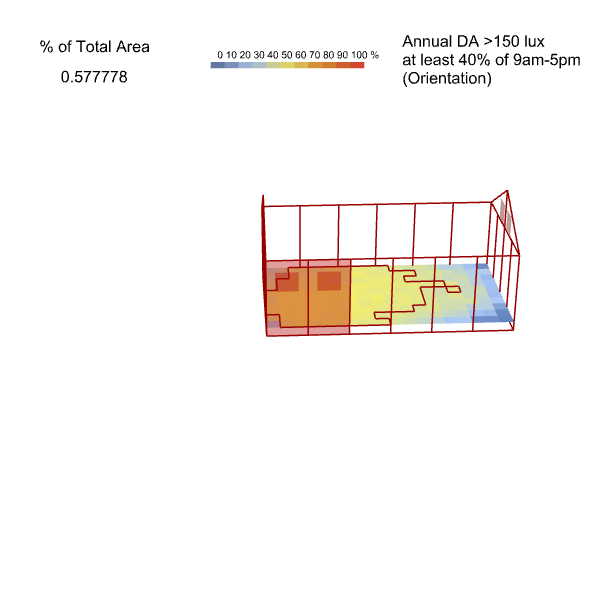 % of Total Area
0.577778
0 10 20 30 40 50 60 70 80 90 100 %
Annual DA >150 lux
at least 40% of 9am-5pm
(Orientation)